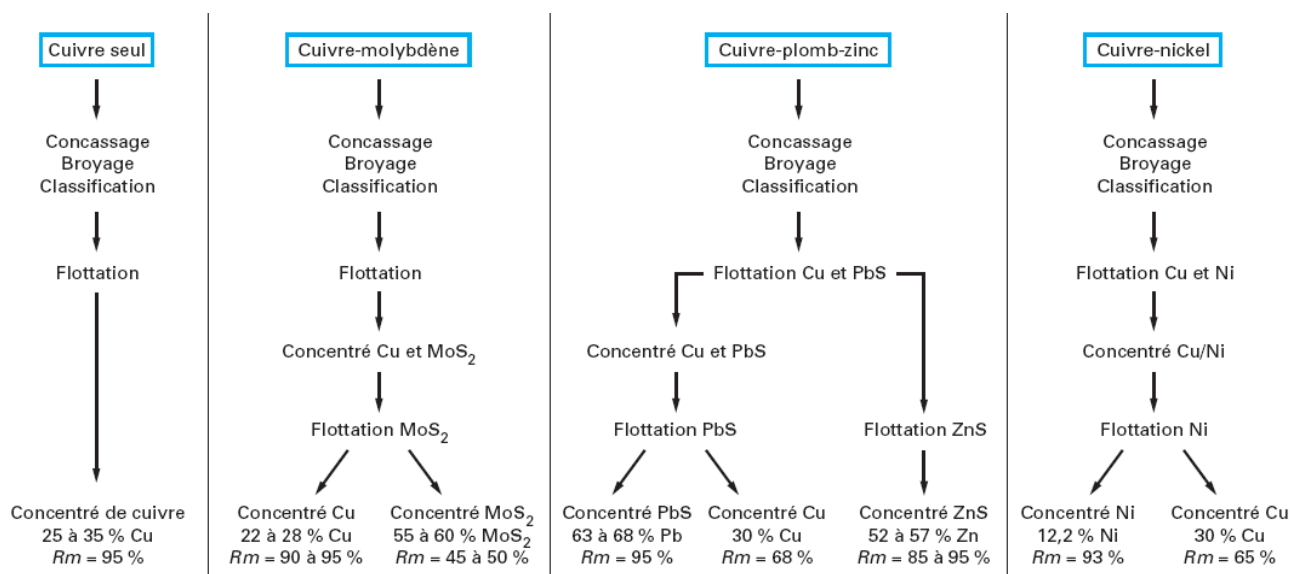 Cuivre seul
Concassage
Broyage
Classification
Flottation
Concentré de cuivre
25 à 35 % Cu
Rm = 95 %
Cuivre-molybdène
Concassage
Broyage
Classification
Flottation
Concentré Cu et MoS2
Flottation MoS2
Concentré Cu
22 à 28 % Cu
Rm = 90 à 95 %
Concentré MoS2
55 à 60 % MoS2
Rm = 45 à 50 %
Cuivre-plomb-zinc
Concassage
Broyage
Classification
Flottation Cu et PbS
Concentré Cu et PbS
Flottation PbS
Concentré PbS
63 à 68 % Pb
Rm = 95 %
Concentré Cu
30 % Cu
Rm = 68 %
Flottation ZnS
Concentré ZnS
52 à 57 % Zn
Rm = 85 à 95 %
Cuivre-nickel
Concassage
Broyage
Classification
Flottation Cu et Ni
Concentré Cu/Ni
Flottation Ni
Concentré Ni
12,2 % Ni
Rm = 93 %
Concentré Cu
30 % Cu
Rm = 65 %